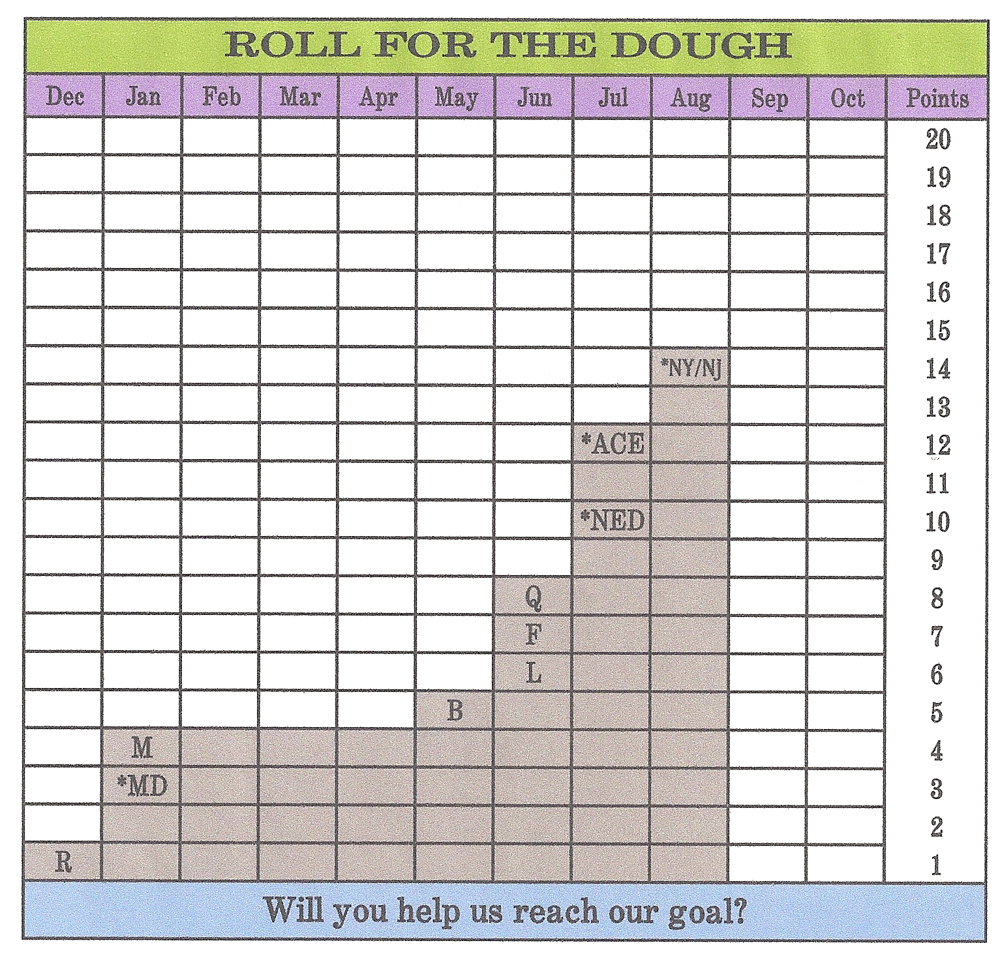 ROLL FOR THE DOUGH
Dec Jan Feb Mar Apr May Jun Jul Aug Sep Oct Points
20
19
18
17
16
15
*NY/NJ 14
13
*ACE 12
11
*NED 10
9
Q 8
F 7
L 6
B 5
M 4
*MD 3
2
R 1
Will you help us reach our goal?